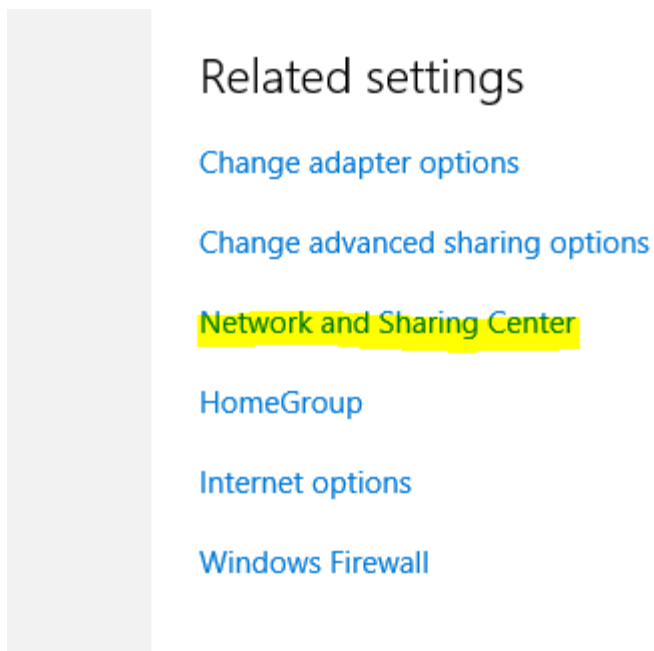 Related settings
Change adapter options
Change advanced sharing options
Network and Sharing Center
HomeGroup
Internet options
Windows Firewall